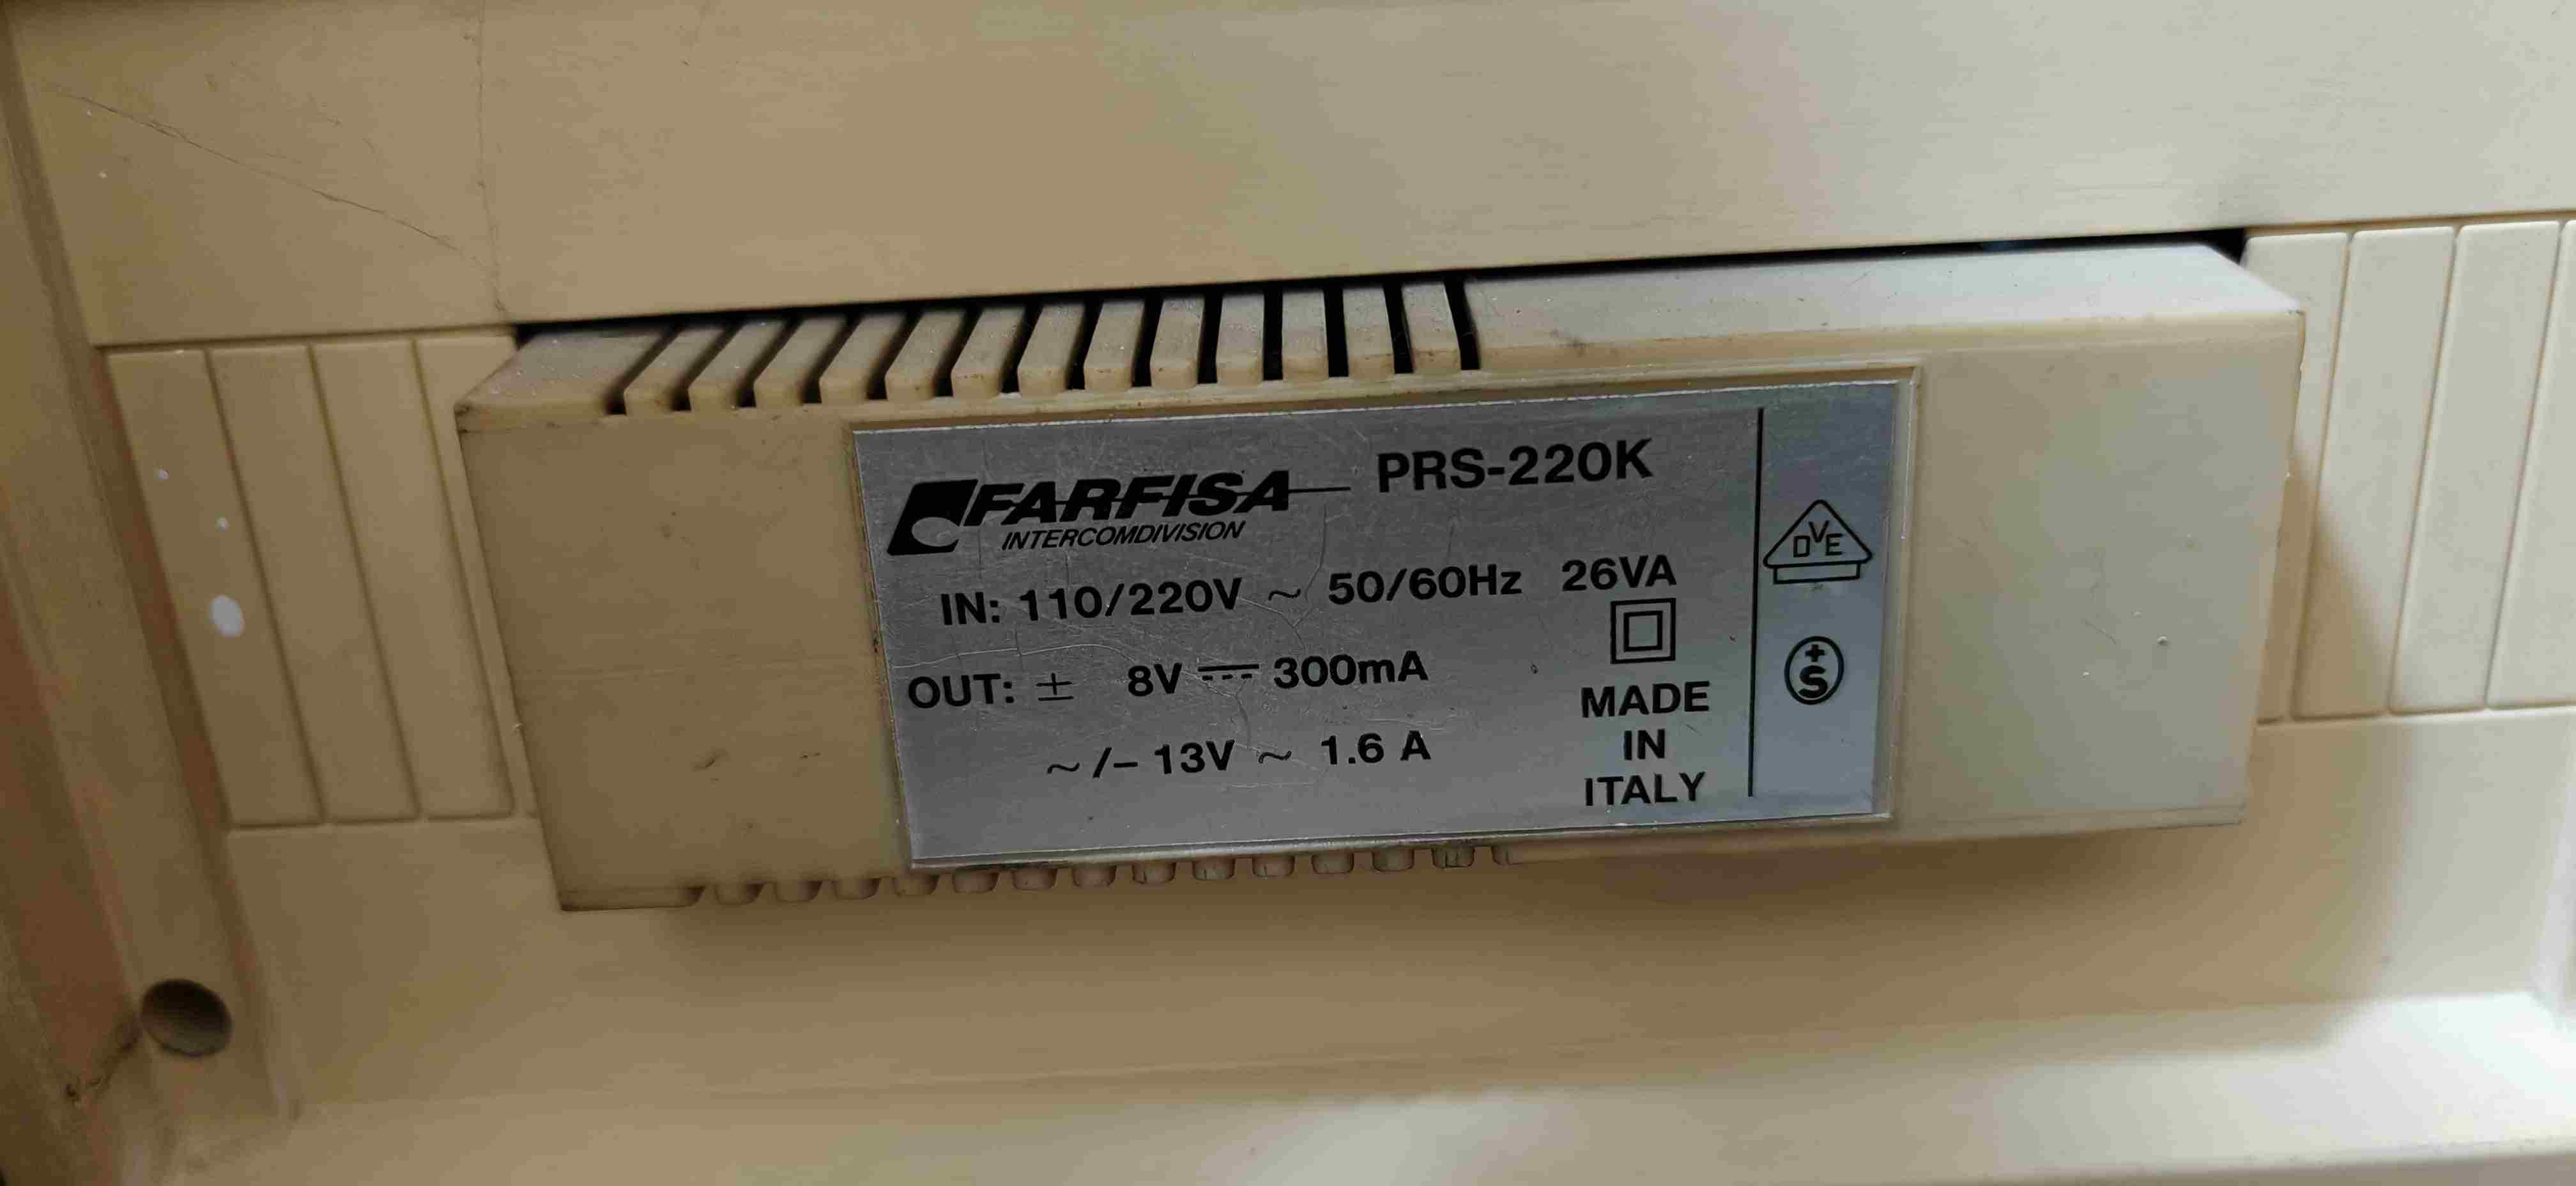 FARFISA PRS-220K
INTERCOMDIVISION
IN: 110/220V ~ 50/60Hz 26VA
OUT: ± 8V ⎓ 300mA
~/– 13V ~ 1.6 A
MADE
IN
ITALY
OVE
+
S